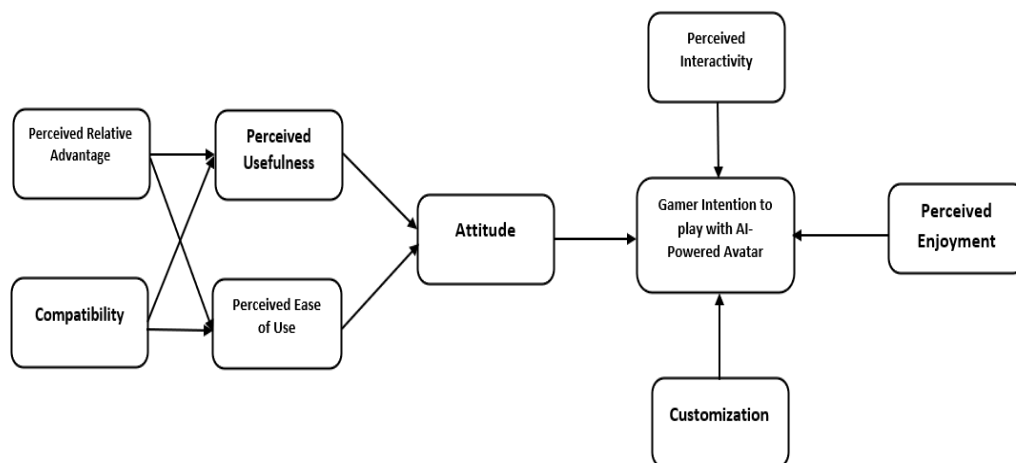 Perceived
Interactivity
Perceived Relative
Advantage
Perceived
Usefulness
Attitude
Gamer Intention to
play with AI-
Powered Avatar
Perceived
Enjoyment
Compatibility
Perceived Ease
of Use
Customization